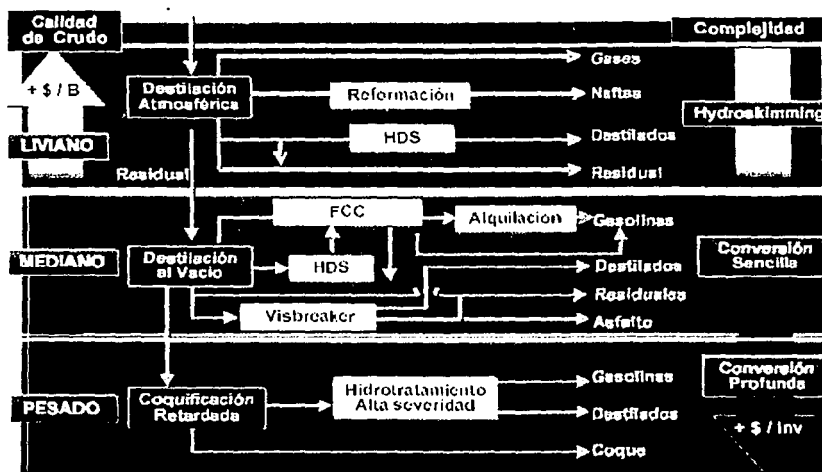 Calidad
de Crudo
Complejidad
+ $ / B
Destilación
Atmosférica
Gases
Reformación
Naftas
Hydroskimming
HDS
Destilados
LIVIANO
Residual
Residual
FCC
Alquilación
Gasolinas
MEDIANO
Destilación
al Vacío
HDS
Destilados
Conversión
Sencilla
Residuales
Visbreaker
Asfalto
Conversión
Profunda
Gasolinas
PESADO
Coquificación
Retardada
Hidrotratamiento
Alta severidad
Destilados
+ $ / Inv
Coque